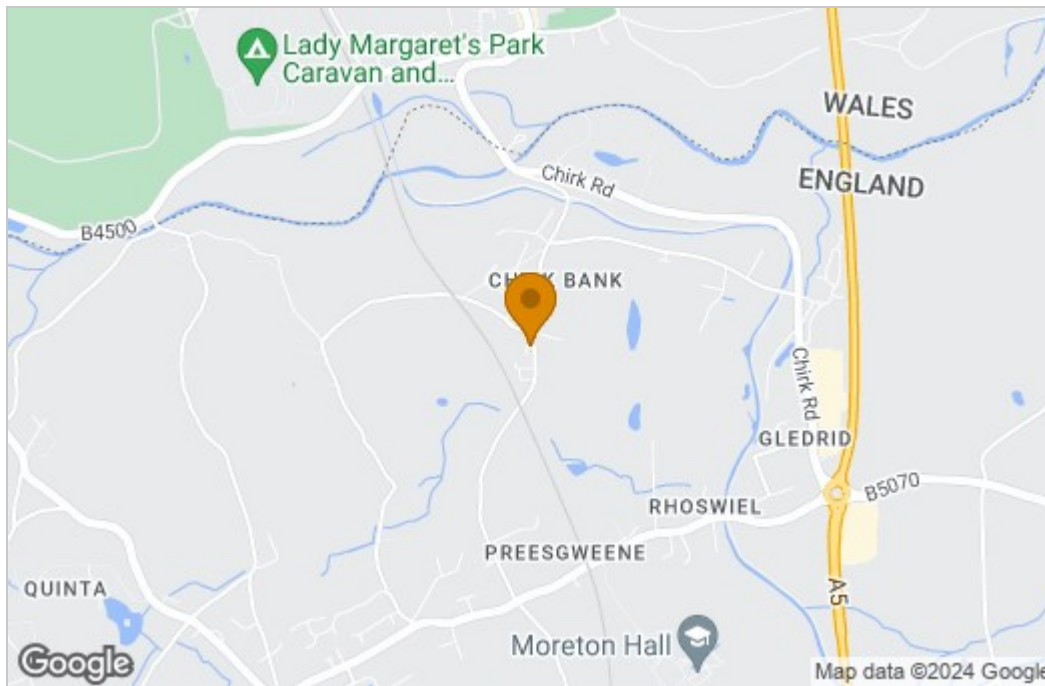 Lady Margaret's Park
Caravan and...
WALES
ENGLAND
Chirk Rd
B4500
CHIRK BANK
Chirk Rd
GLEDRID
B5070
RHOSWIEL
PREESGWEENE
QUINTA
A5
Moreton Hall
Google
Map data ©2024 Google